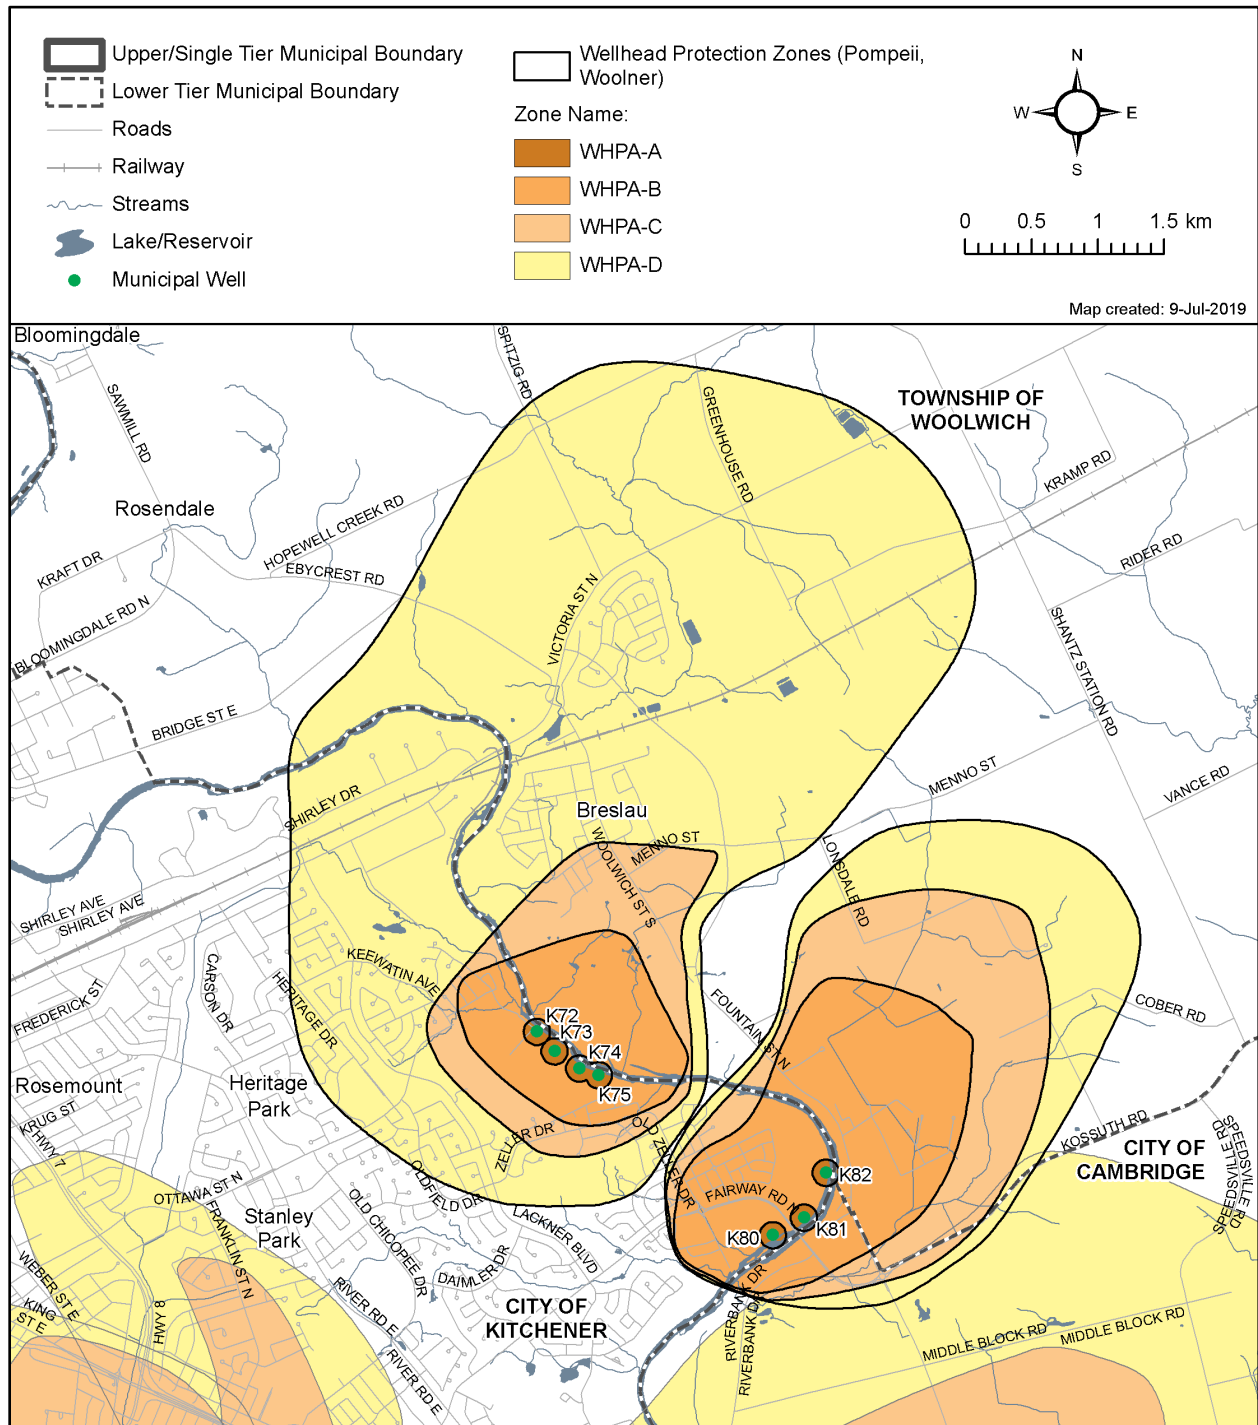 Upper/Single Tier Municipal Boundary
Lower Tier Municipal Boundary
Roads
Railway
Streams
Lake/Reservoir
Municipal Well
Wellhead Protection Zones (Pompeii,
Woolner)
Zone Name:
WHPA-A
WHPA-B
WHPA-C
WHPA-D
N
W
E
S
0 0.5 1 1.5 km
Map created: 9-Jul-2019
Bloomingdale
SAWMILL RD
SPITZIG RD
GREENHOUSE RD
TOWNSHIP OF
WOOLWICH
KRAMP RD
Rosendale
HOPEWELL CREEK RD
EBYCREST RD
KRAFT DR
BLOOMINGDALE RD N
RIDER RD
VICTORIA ST N
SHANTZ STATION RD
BRIDGE ST E
MENNO ST
VANCE RD
SHIRLEY DR
Breslau
WOOLWICH ST S
MENNO ST
LONSDALE RD
SHIRLEY AVE
SHIRLEY AVE
KEEWATIN AVE
CARSON DR
HERITAGE DR
FREDERICK ST
FOUNTAIN ST N
COBER RD
K72
K73
K74
K75
Rosemount
Heritage
Park
KRUG ST
HWY 7
ZELLER DR
OLD ZELLER DR
KOSSUTH RD
SPEEDSVILLE RD
SPEEDSVILLE RD
CITY OF
CAMBRIDGE
OTTAWA ST N
FRANKLIN ST N
Stanley
Park
OLDFIELD DR
OLD CHICOPEE DR
LACKNER BLVD
DAIMLER DR
FAIRWAY RD N
K82
K81
K80
WEBER ST E
KING
ST E
HWY 8
RIVER RD E
RIVER RD E
CITY OF
KITCHENER
RIVERBANK DR
RIVERBANK DR
MIDDLE BLOCK RD
MIDDLE BLOCK RD